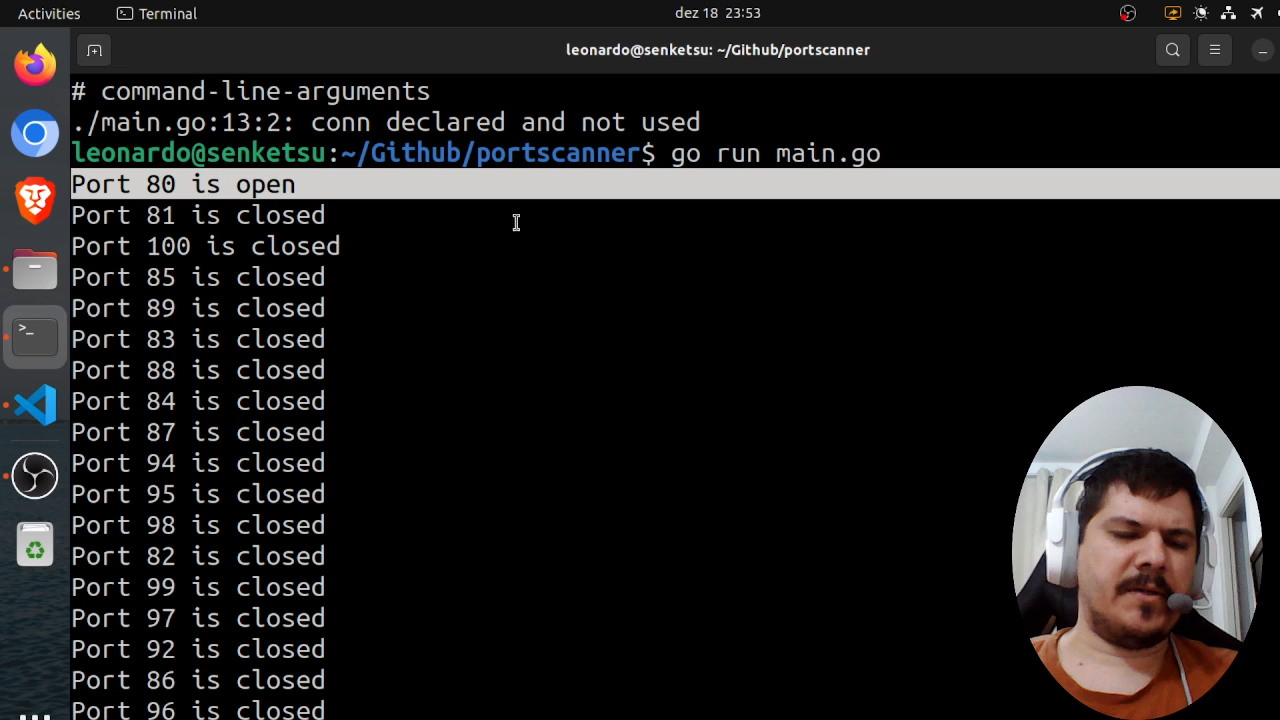 Activities
Terminal
dez 18 23:53
leonardo@senketsu: ~/Github/portscanner
# command-line-arguments
./main.go:13:2: conn declared and not used
leonardo@senketsu:~/Github/portscanner$ go run main.go
Port 80 is open
Port 81 is closed
Port 100 is closed
Port 85 is closed
Port 89 is closed
Port 83 is closed
Port 88 is closed
Port 84 is closed
Port 87 is closed
Port 94 is closed
Port 95 is closed
Port 98 is closed
Port 82 is closed
Port 99 is closed
Port 97 is closed
Port 92 is closed
Port 86 is closed
Port 96 is closed